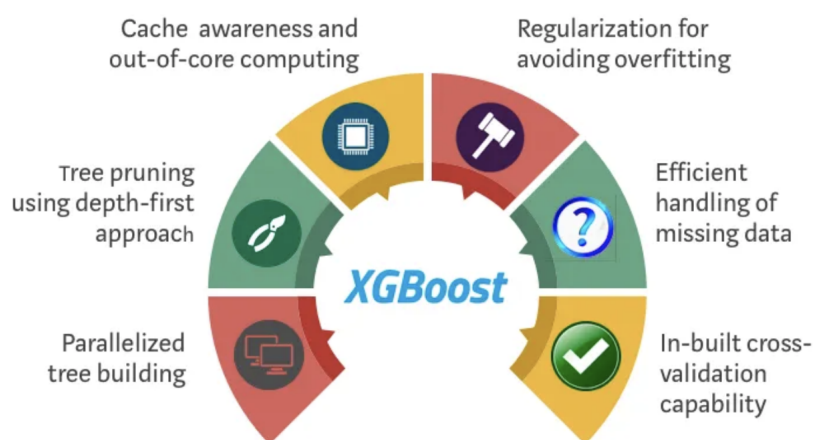 Cache awareness and
out-of-core computing
Regularization for
avoiding overfitting
Tree pruning
using depth-first
approach
Efficient
handling of
missing data
?
XGBoost
Parallelized
tree building
In-built cross-
validation
capability